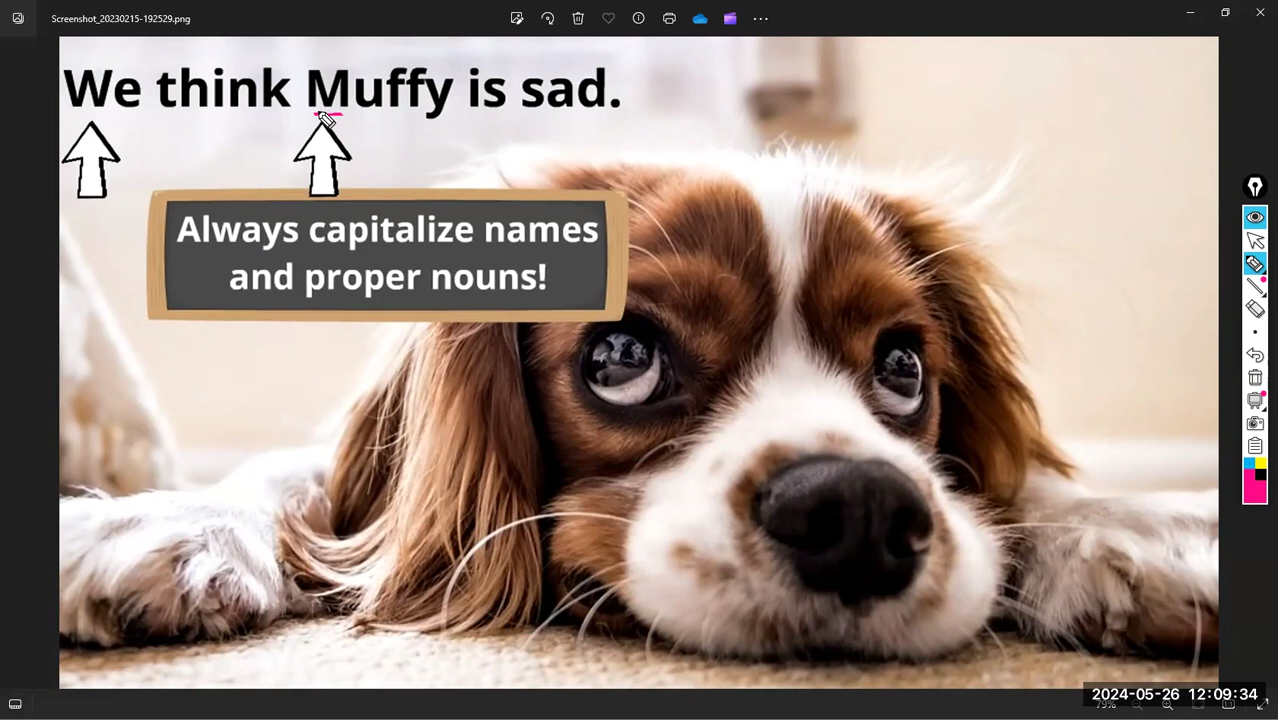 Screenshot_20230215-192529.png
We think Muffy is sad.
Always capitalize names
and proper nouns!
2024-05-26 12:09:34
79%